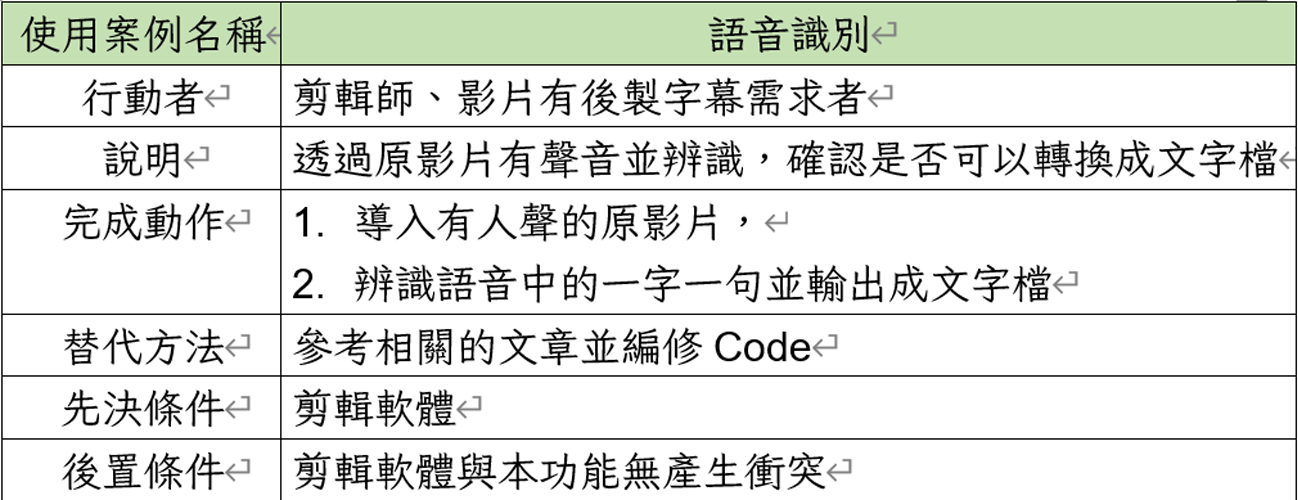 使用案例名稱 語音識別
行動者 剪輯師、影片有後製字幕需求者
說明 透過原影片有聲音並辨識，確認是否可以轉換成文字檔
完成動作 1. 導入有人聲的原影片，
2. 辨識語音中的一字一句並輸出成文字檔
替代方法 參考相關的文章並編修 Code
先決條件 剪輯軟體
後置條件 剪輯軟體與本功能無產生衝突